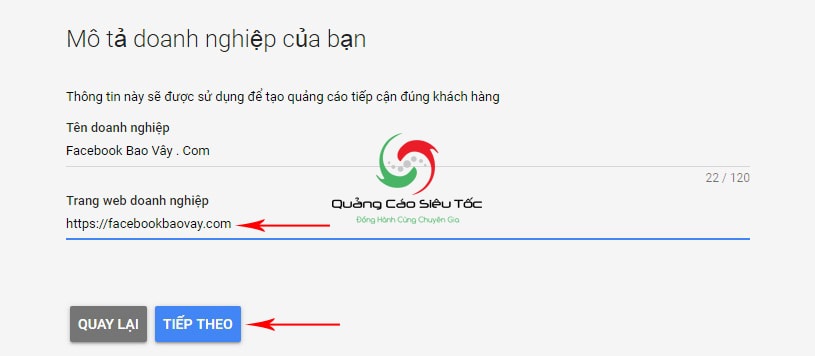 Mô tả doanh nghiệp của bạn
Thông tin này sẽ được sử dụng để tạo quảng cáo tiếp cận đúng khách hàng
Tên doanh nghiệp
Facebook Bao Vây . Com
22 / 120
Trang web doanh nghiệp
https://facebookbaovay.com
Quảng Cáo Siêu Tốc
Đồng Hành Cùng Chuyên Gia
QUAY LẠI
TIẾP THEO